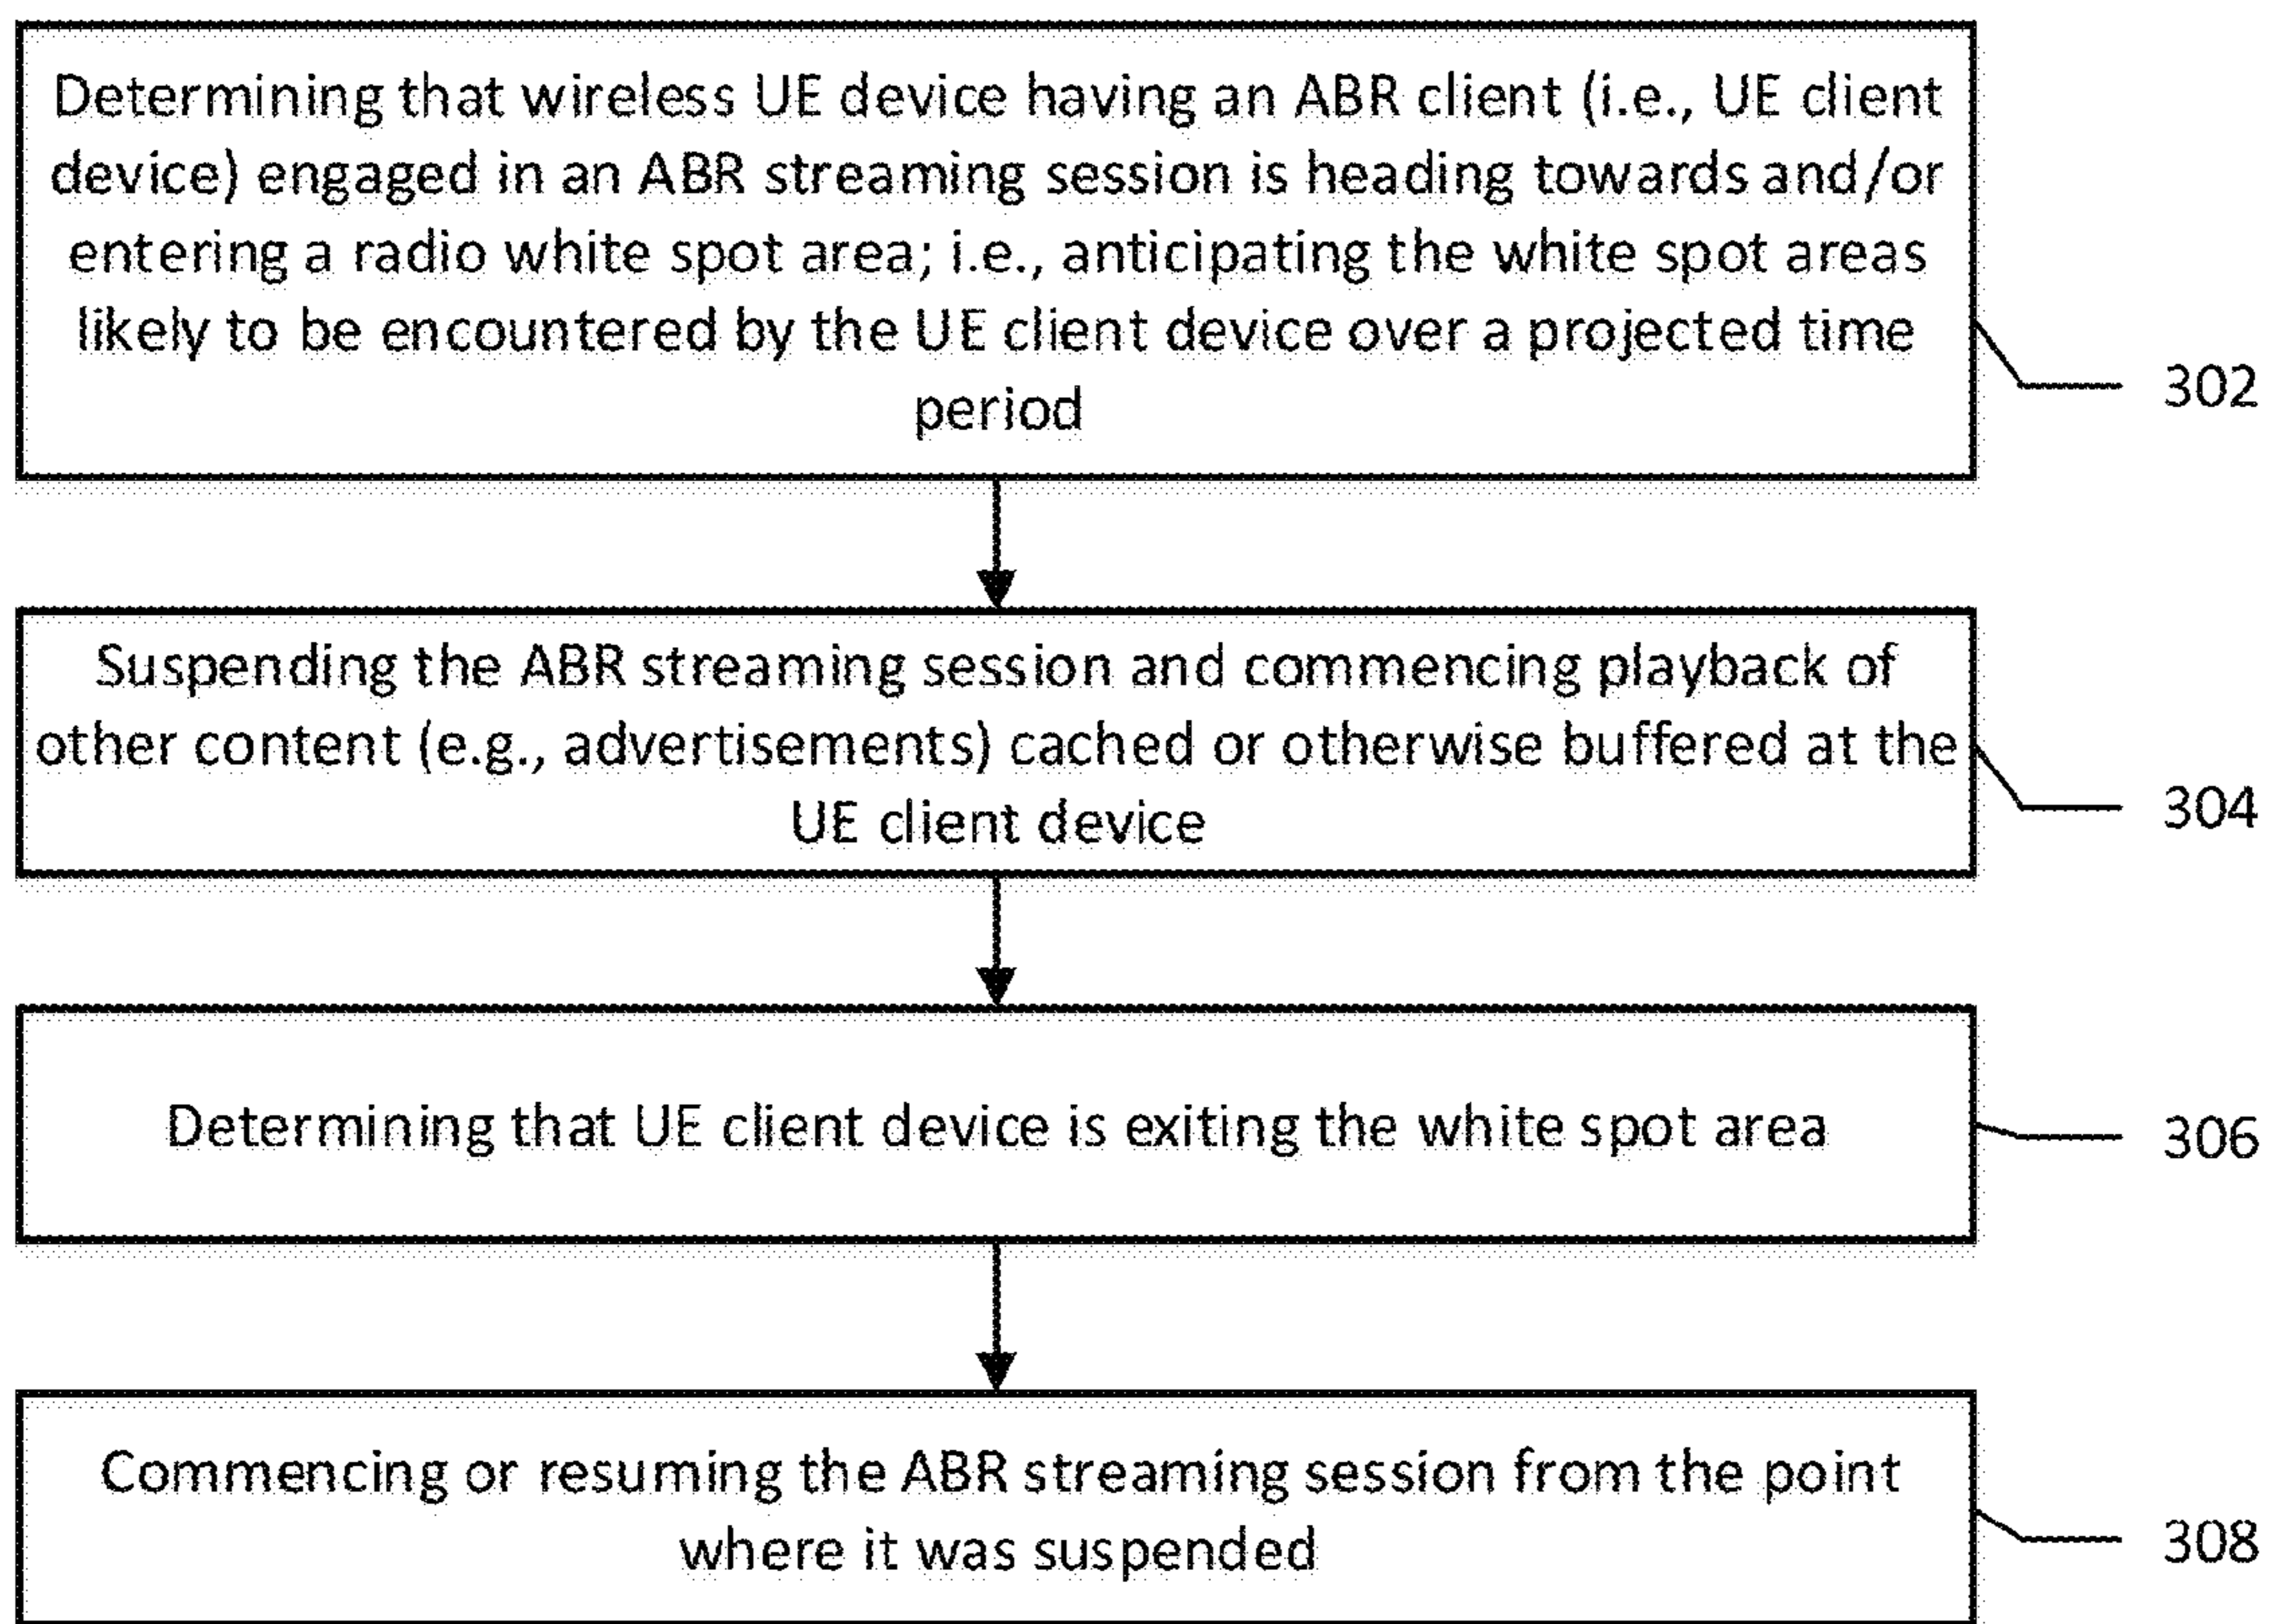 Determining that wireless UE device having an ABR client (i.e., UE client
device) engaged in an ABR streaming session is heading towards and/or
entering a radio white spot area; i.e., anticipating the white spot areas
likely to be encountered by the UE client device over a projected time
period
302
Suspending the ABR streaming session and commencing playback of
other content (e.g., advertisements) cached or otherwise buffered at the
UE client device
304
Determining that UE client device is exiting the white spot area
306
Commencing or resuming the ABR streaming session from the point
where it was suspended
308